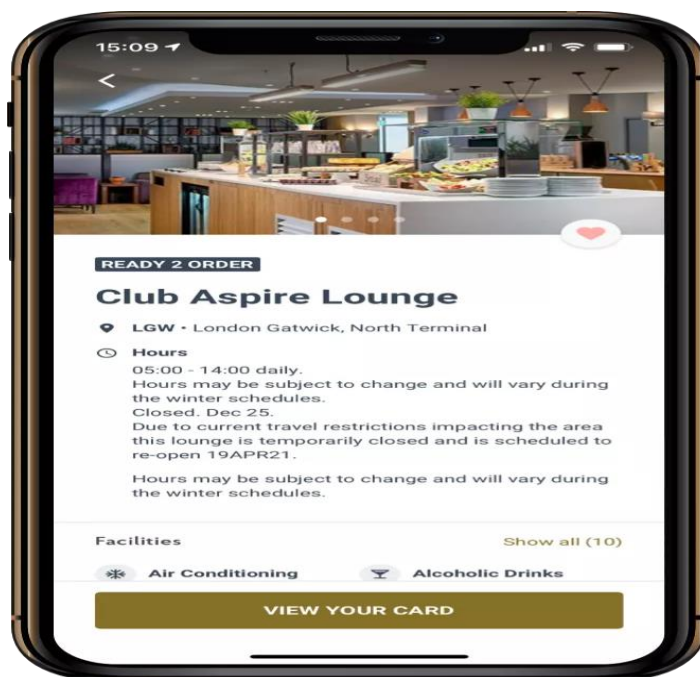 15:09
READY 2 ORDER
Club Aspire Lounge
LGW • London Gatwick, North Terminal
Hours
05:00 - 14:00 daily.
Hours may be subject to change and will vary during
the winter schedules.
Closed. Dec 25.
Due to current travel restrictions impacting the area
this lounge is temporarily closed and is scheduled to
re-open 19APR21.
Hours may be subject to change and will vary during
the winter schedules.
Facilities
Show all (10)
Air Conditioning
Alcoholic Drinks
VIEW YOUR CARD